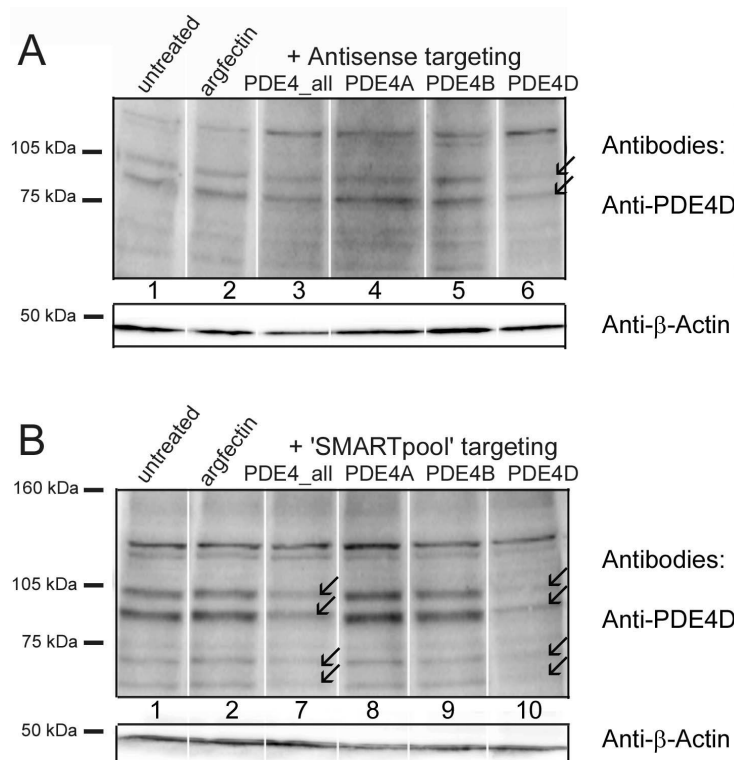 A
untreated
argfectin
+ Antisense targeting
PDE4_all PDE4A PDE4B PDE4D
105 kDa
Antibodies:
75 kDa
Anti-PDE4D
1 2 3 4 5 6
50 kDa
Anti-β-Actin
B
untreated
argfectin
+ 'SMARTpool' targeting
PDE4_all PDE4A PDE4B PDE4D
160 kDa
Antibodies:
105 kDa
Anti-PDE4D
75 kDa
1 2 7 8 9 10
50 kDa
Anti-β-Actin